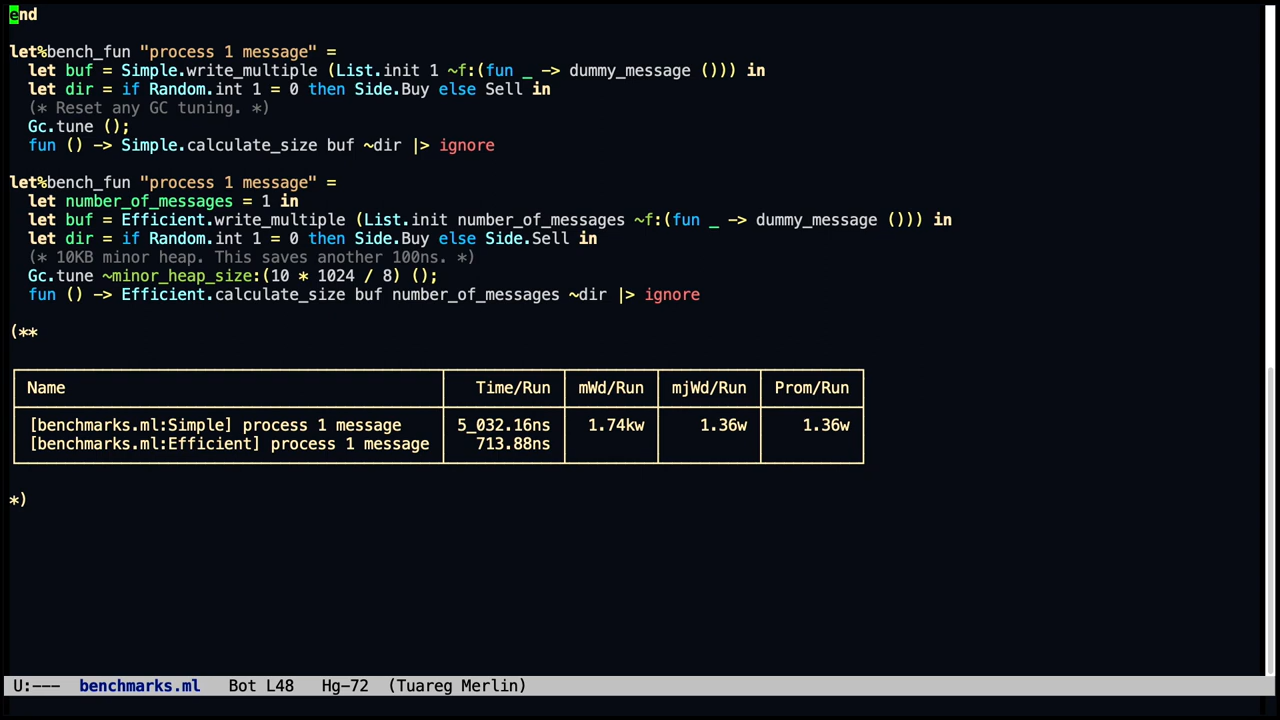 end
let%bench_fun "process 1 message" =
let buf = Simple.write_multiple (List.init 1 ~f:(fun _ -> dummy_message ())) in
let dir = if Random.int 1 = 0 then Side.Buy else Sell in
(* Reset any GC tuning. *)
Gc.tune ();
fun () -> Simple.calculate_size buf ~dir |> ignore
let%bench_fun "process 1 message" =
let number_of_messages = 1 in
let buf = Efficient.write_multiple (List.init number_of_messages ~f:(fun _ -> dummy_message ())) in
let dir = if Random.int 1 = 0 then Side.Buy else Side.Sell in
(* 10KB minor heap. This saves another 100ns. *)
Gc.tune ~minor_heap_size:(10 * 1024 / 8) ();
fun () -> Efficient.calculate_size buf number_of_messages ~dir |> ignore
(**
Name Time/Run mWd/Run mjWd/Run Prom/Run
[benchmarks.ml:Simple] process 1 message 5_032.16ns 1.74kw 1.36w 1.36w
[benchmarks.ml:Efficient] process 1 message 713.88ns
*)
U:--- benchmarks.ml Bot L48 Hg-72 (Tuareg Merlin)